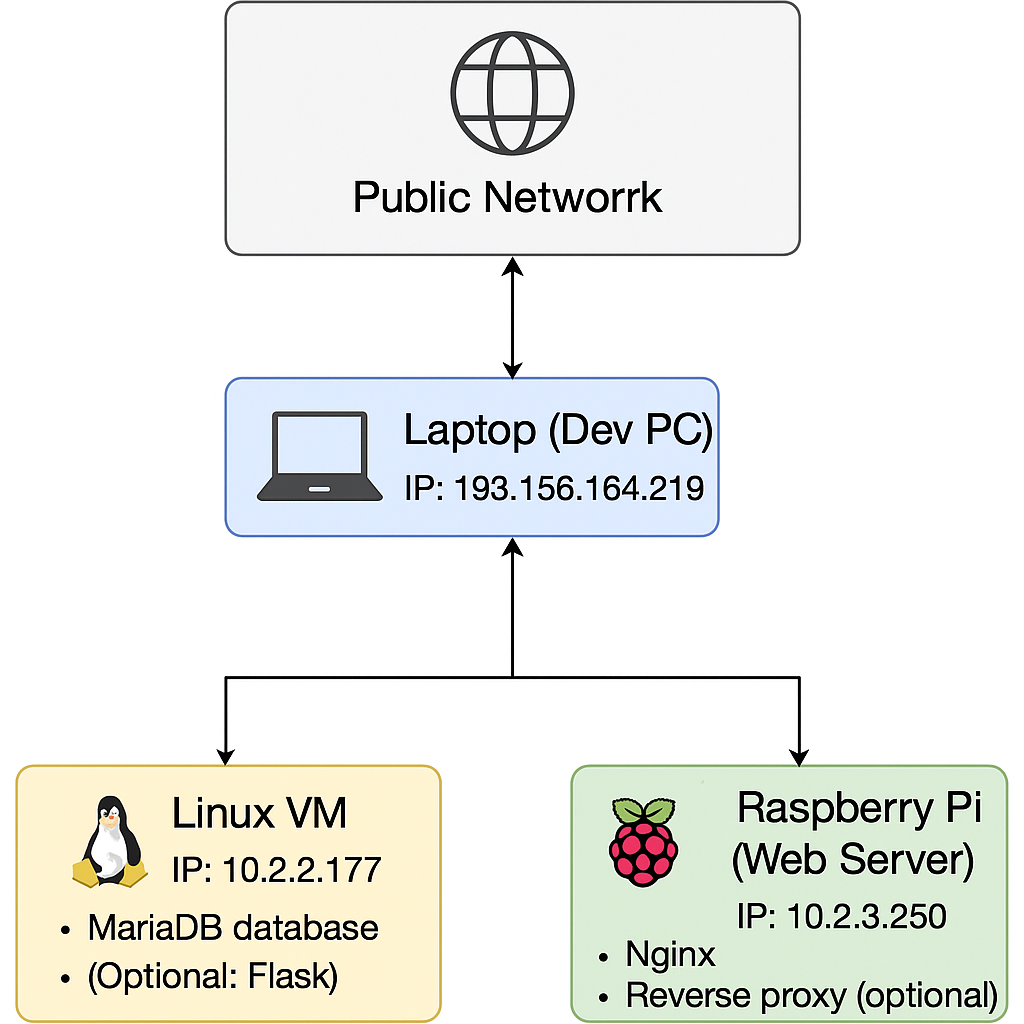 Public Networrk
Laptop (Dev PC)
IP: 193.156.164.219
Linux VM
IP: 10.2.2.177
• MariaDB database
• (Optional: Flask)
Raspberry Pi
(Web Server)
IP: 10.2.3.250
• Nginx
• Reverse proxy (optional)